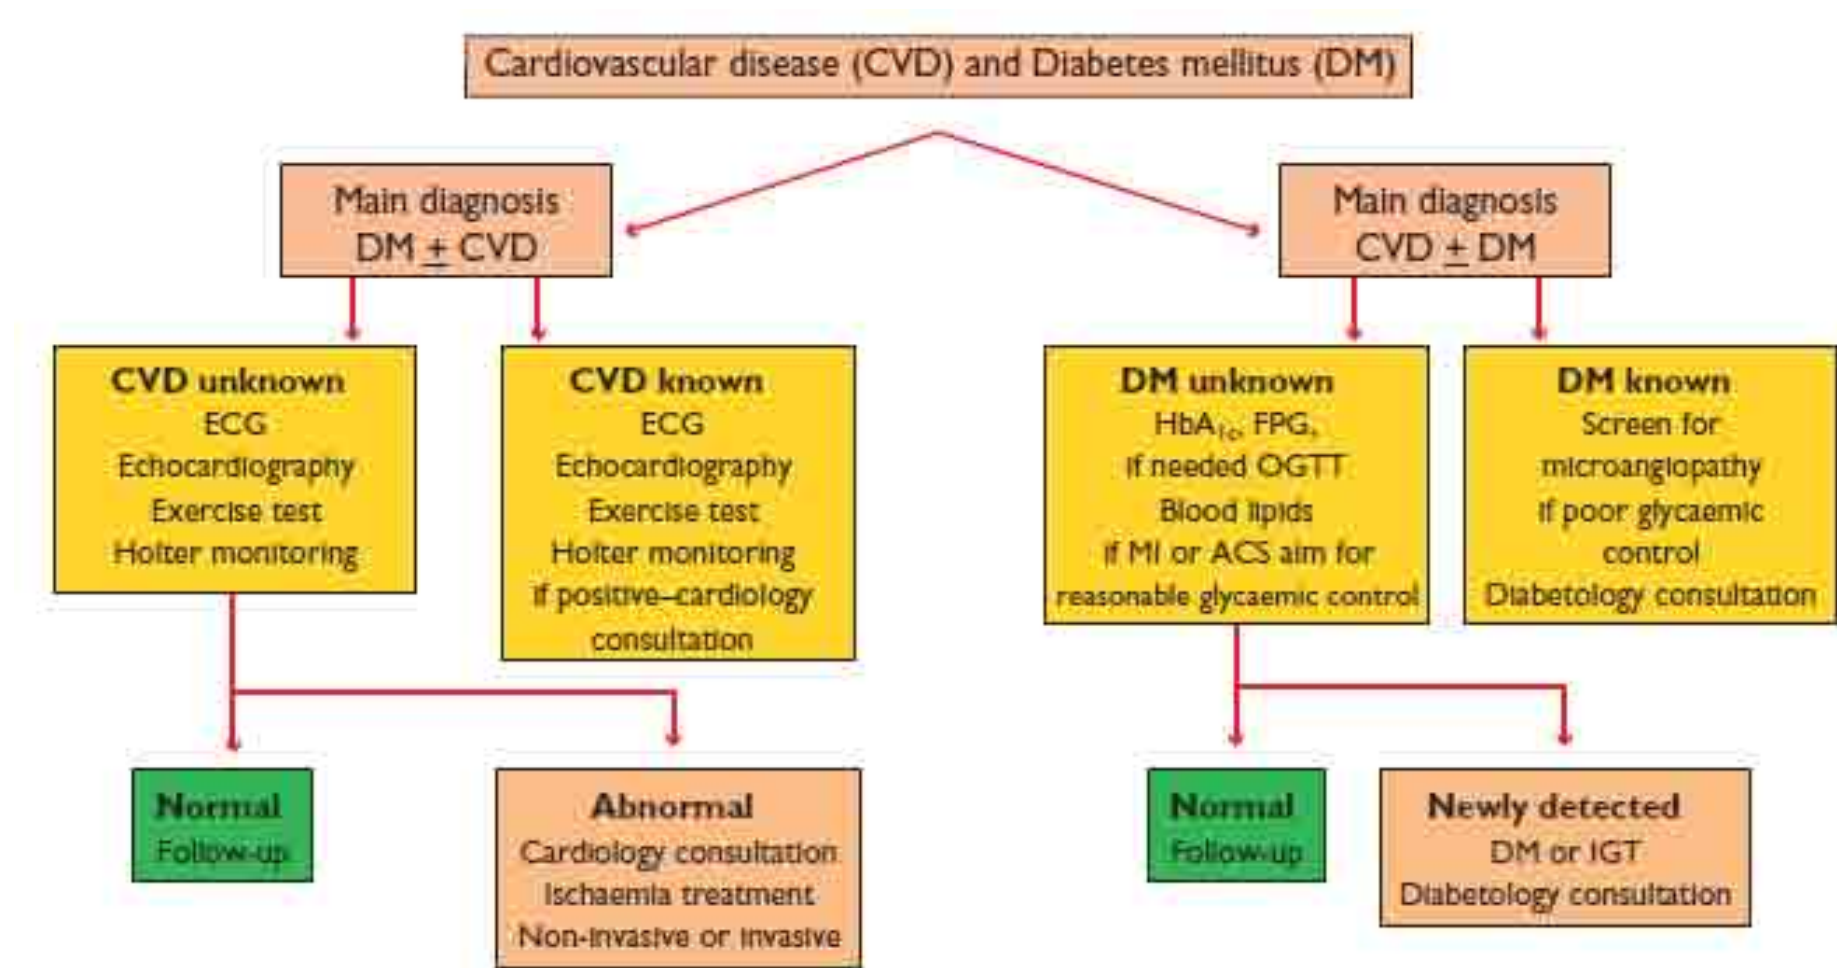 Cardiovascular disease (CVD) and Diabetes mellitus (DM)
Main diagnosis
DM ± CVD
Main diagnosis
CVD ± DM
CVD unknown
ECG
Echocardiography
Exercise test
Holter monitoring
CVD known
ECG
Echocardiography
Exercise test
Holter monitoring
if positive–cardiology
consultation
DM unknown
HbA1c, FPG,
if needed OGTT
Blood lipids
if MI or ACS aim for
reasonable glycaemic control
DM known
Screen for
microangiopathy
if poor glycaemic
control
Diabetology consultation
Normal
Follow-up
Abnormal
Cardiology consultation
Ischaemia treatment
Non-invasive or invasive
Normal
Follow-up
Newly detected
DM or IGT
Diabetology consultation